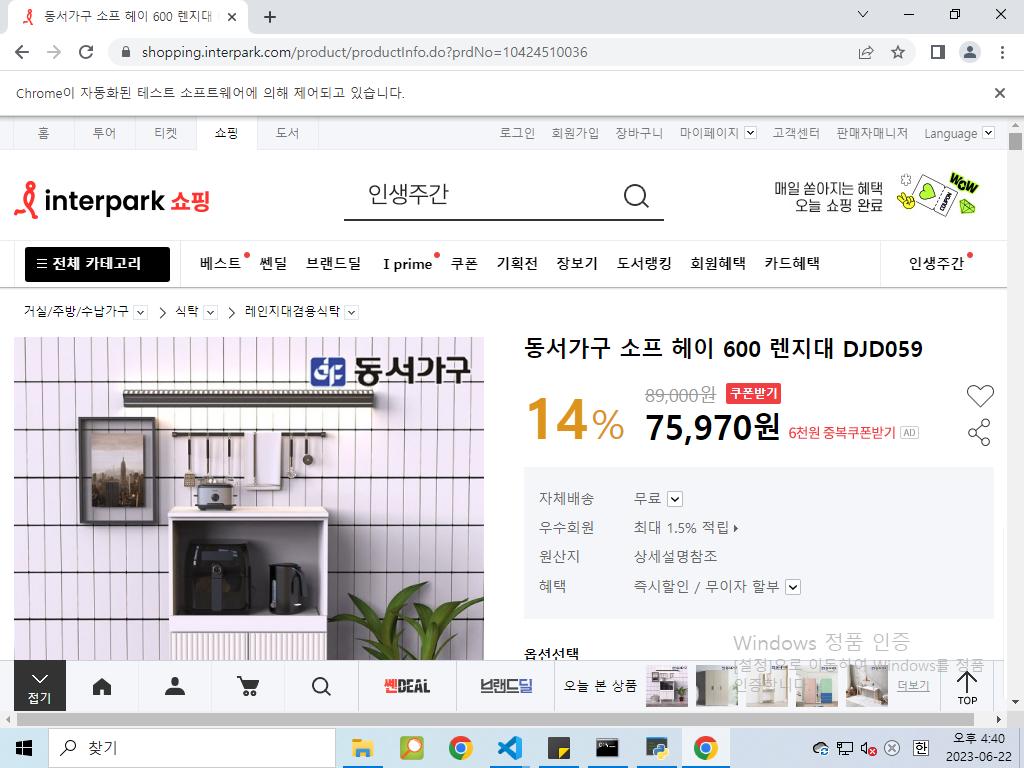 동서가구 소프 헤이 600 렌지대
shopping.interpark.com/product/productInfo.do?prdNo=10424510036
Chrome이 자동화된 테스트 소프트웨어에 의해 제어되고 있습니다.
홈 투어 티켓 쇼핑 도서 로그인 회원가입 장바구니 마이페이지 고객센터 판매자매니저 Language
interpark 쇼핑
인생주간
매일 쏟아지는 혜택
오늘 쇼핑 완료
WOW
COUPON
전체 카테고리 베스트 쎈딜 브랜드딜 I prime 쿠폰 기획전 장보기 도서랭킹 회원혜택 카드혜택 인생주간
거실/주방/수납가구 식탁 레인지대겸용식탁
동서가구
동서가구 소프 헤이 600 렌지대 DJD059
14%
89,000원 쿠폰받기
75,970원 6천원 중복쿠폰받기 AD
자체배송 무료
우수회원 최대 1.5% 적립
원산지 상세설명참조
혜택 즉시할인 / 무이자 할부
옵션선택
Windows 정품 인증
[설정]으로 이동하여 Windows를 정품
인증합니다.
접기
쎈DEAL
브랜드딜
오늘 본 상품
더보기
TOP
찾기
한
오후 4:40
2023-06-22